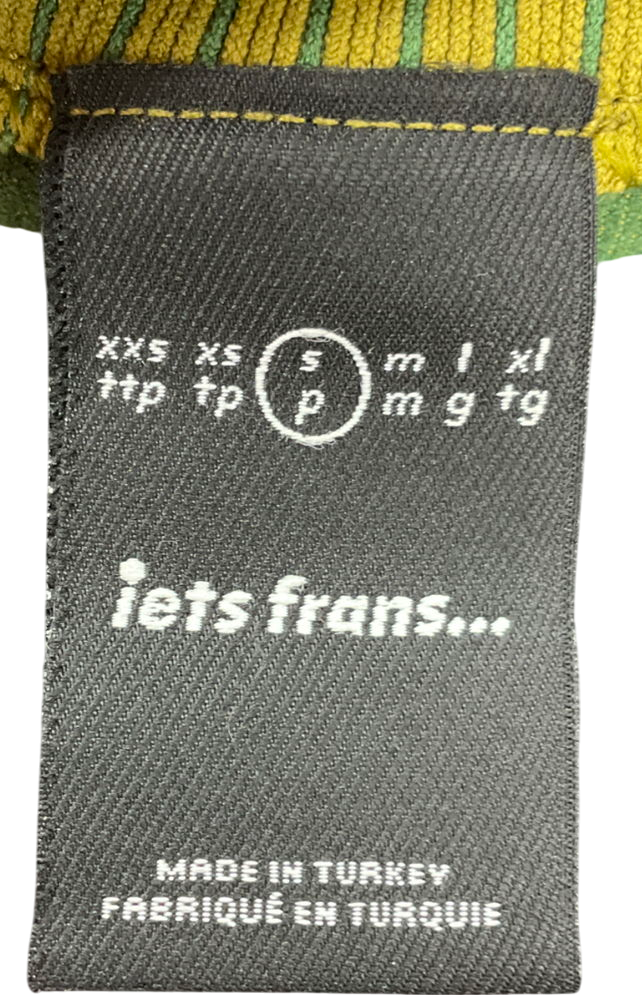 xxs xs s m l xl
ttp tp p m g tg
iets frans...
MADE IN TURKEY
FABRIQUÉ EN TURQUIE